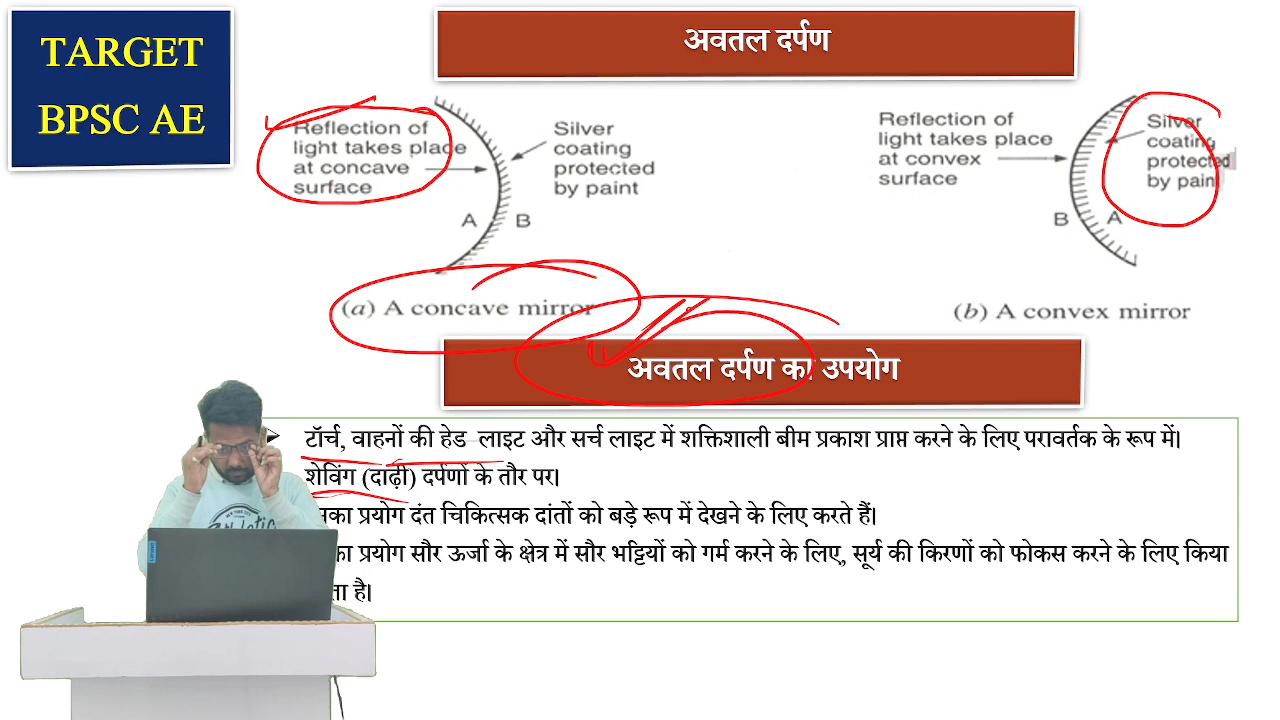 TARGET
BPSC AE
अवतल दर्पण
Reflection of
light takes place
at concave
surface
Silver
coating
protected
by paint
A
B
(a) A concave mirror
Reflection of
light takes place
at convex
surface
Silver
coating
protected
by paint
B
A
(b) A convex mirror
अवतल दर्पण का उपयोग
टॉर्च, वाहनों की हेड लाइट और सर्च लाइट में शक्तिशाली बीम प्रकाश प्राप्त करने के लिए परावर्तक के रूप में।
शेविंग (दाढ़ी) दर्पणों के तौर पर।
प्रयोग दंत चिकित्सक दांतों को बड़े रूप में देखने के लिए करते हैं।
प्रयोग सौर ऊर्जा के क्षेत्र में सौर भट्टियों को गर्म करने के लिए, सूर्य की किरणों को फोकस करने के लिए किया
है।